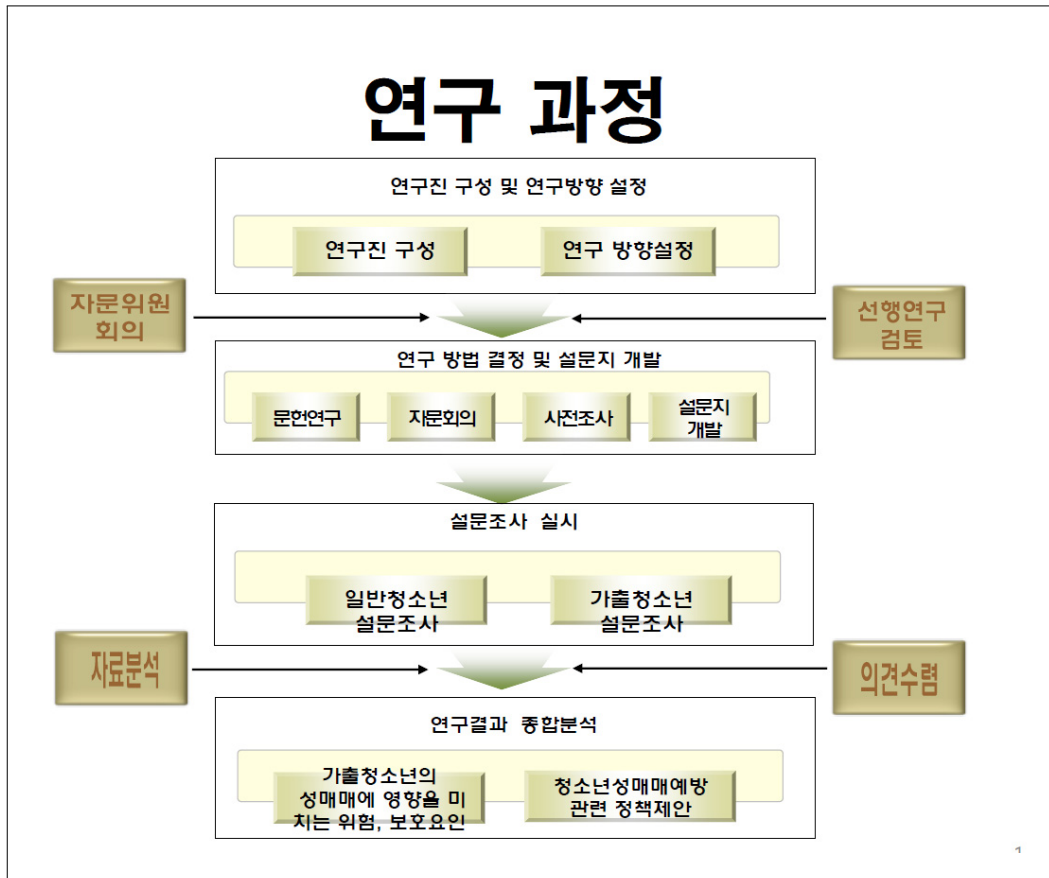 연구 과정
연구진 구성 및 연구방향 설정
연구진 구성
연구 방향설정
자문위원
회의
선행연구
검토
연구 방법 결정 및 설문지 개발
문헌연구
자문회의
사전조사
설문지
개발
설문조사 실시
일반청소년
설문조사
가출청소년
설문조사
자료분석
의견수렴
연구결과 종합분석
가출청소년의
성매매에 영향을 미
치는 위험, 보호요인
청소년성매매예방
관련 정책제안
1